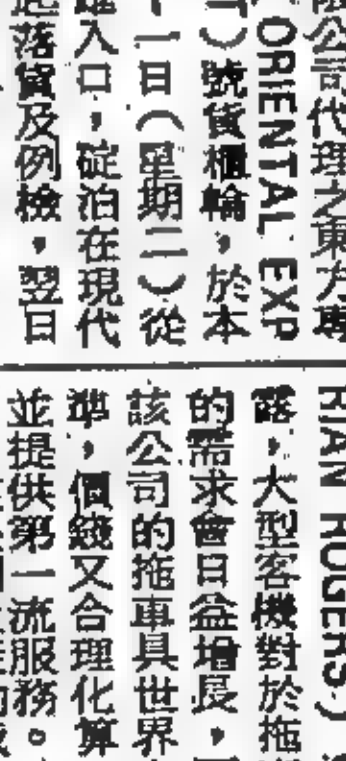 限公司代理之東方專
ORIENTAL EXP
）號貨櫃輪，於本
十一日（星期二）從
入口，碇泊在現代
起落貨及例檢，翌日
RIAN ROGERS）
露，大型客機對於拖
的需求會日益增長，
該公司的拖車具世界
準，價錢又合理化算
並提供第一流服務。